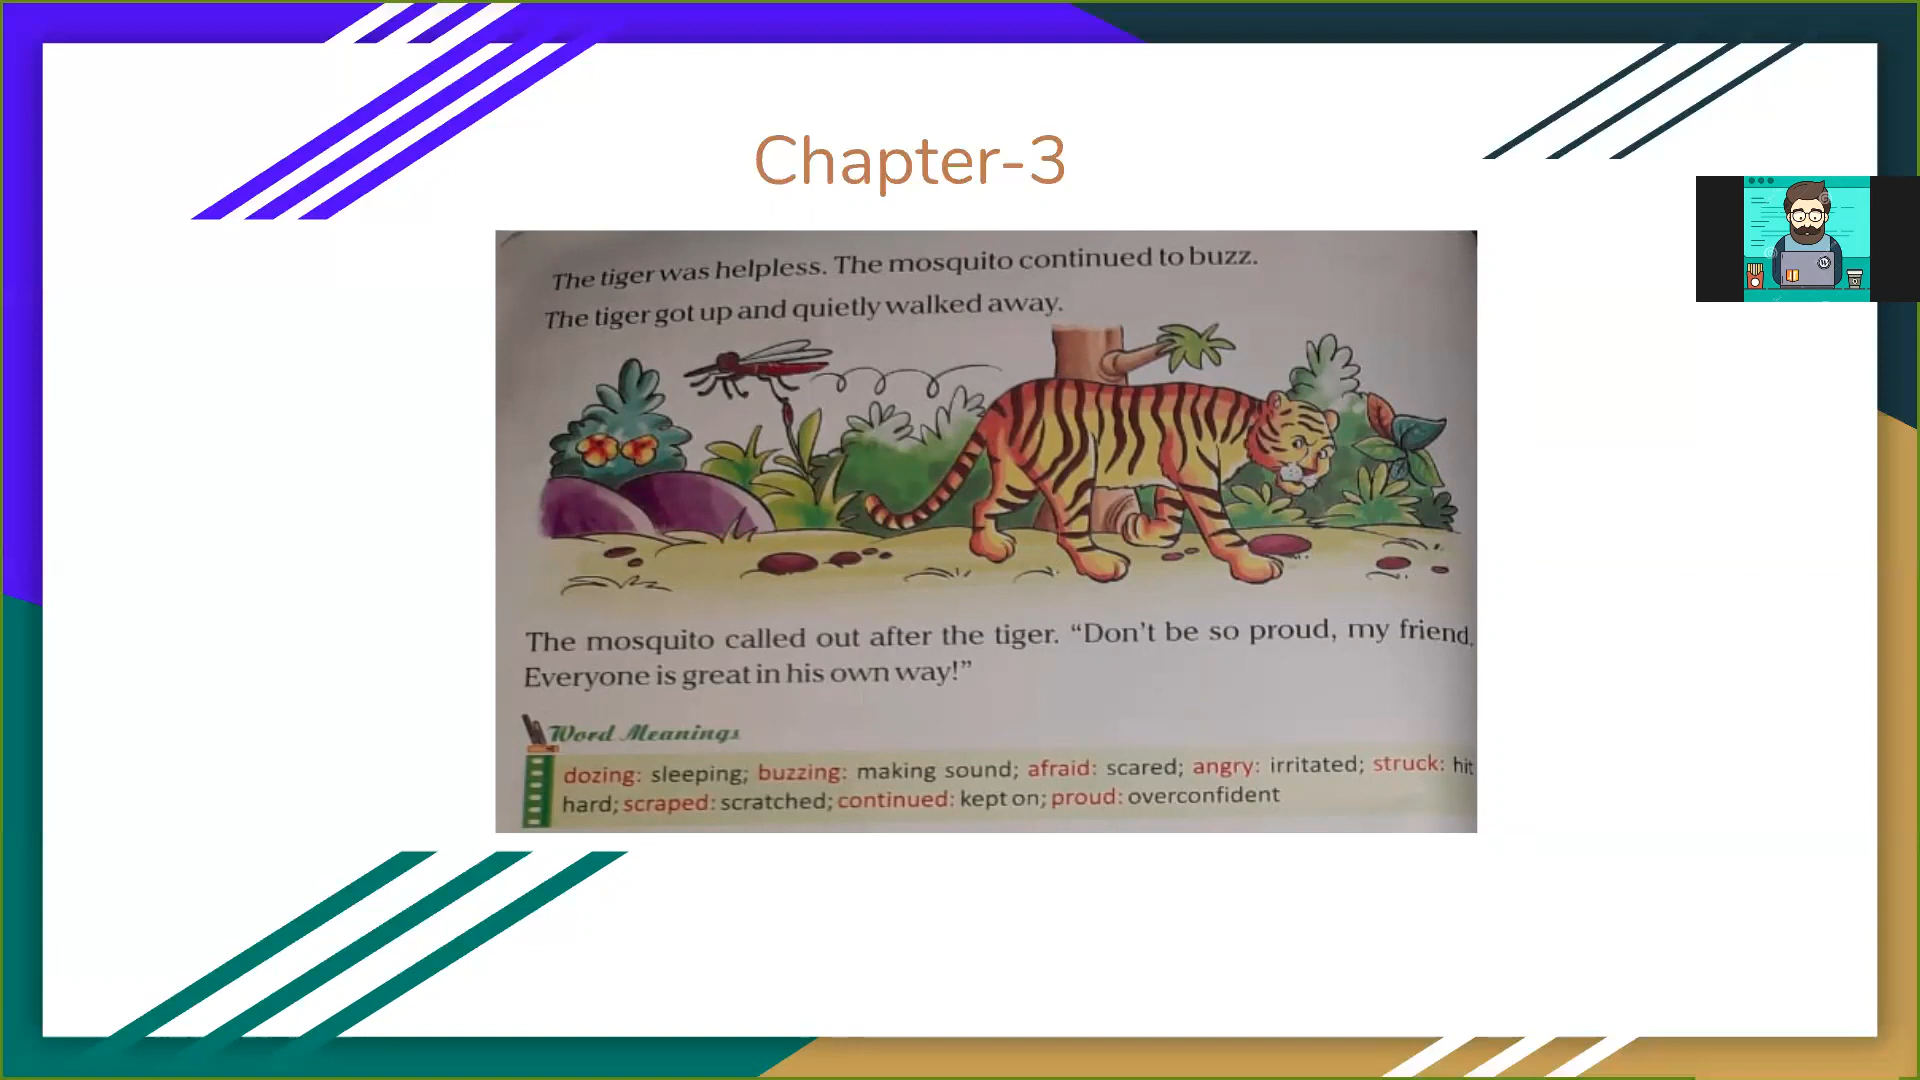 Chapter-3
The tiger was helpless. The mosquito continued to buzz.
The tiger got up and quietly walked away.
The mosquito called out after the tiger. “Don’t be so proud, my friend,
Everyone is great in his own way!”
Word Meanings
dozing: sleeping; buzzing: making sound; afraid: scared; angry: irritated; struck: hit
hard; scraped: scratched; continued: kept on; proud: overconfident